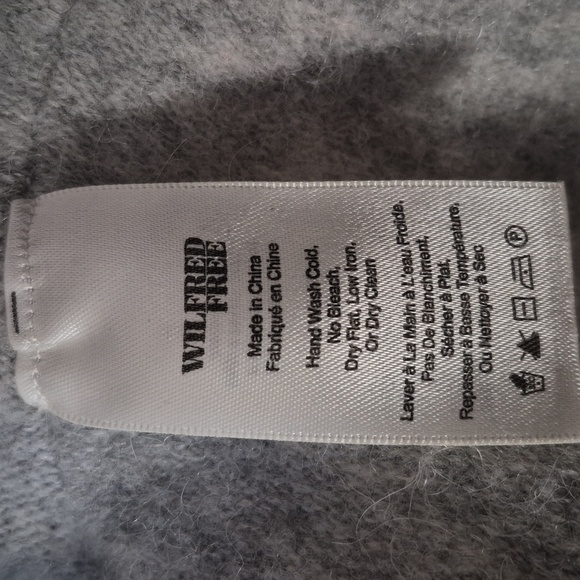 WILFRED
FREE
Made in China
Fabriqué en Chine
Hand Wash Cold,
No Bleach,
Dry Flat, Low Iron,
Or Dry Clean
Laver à La Main à L'eau Froide,
Pas De Blanchiment,
Sécher à Plat,
Repasser à Basse Température,
Ou Nettoyer à Sec
P